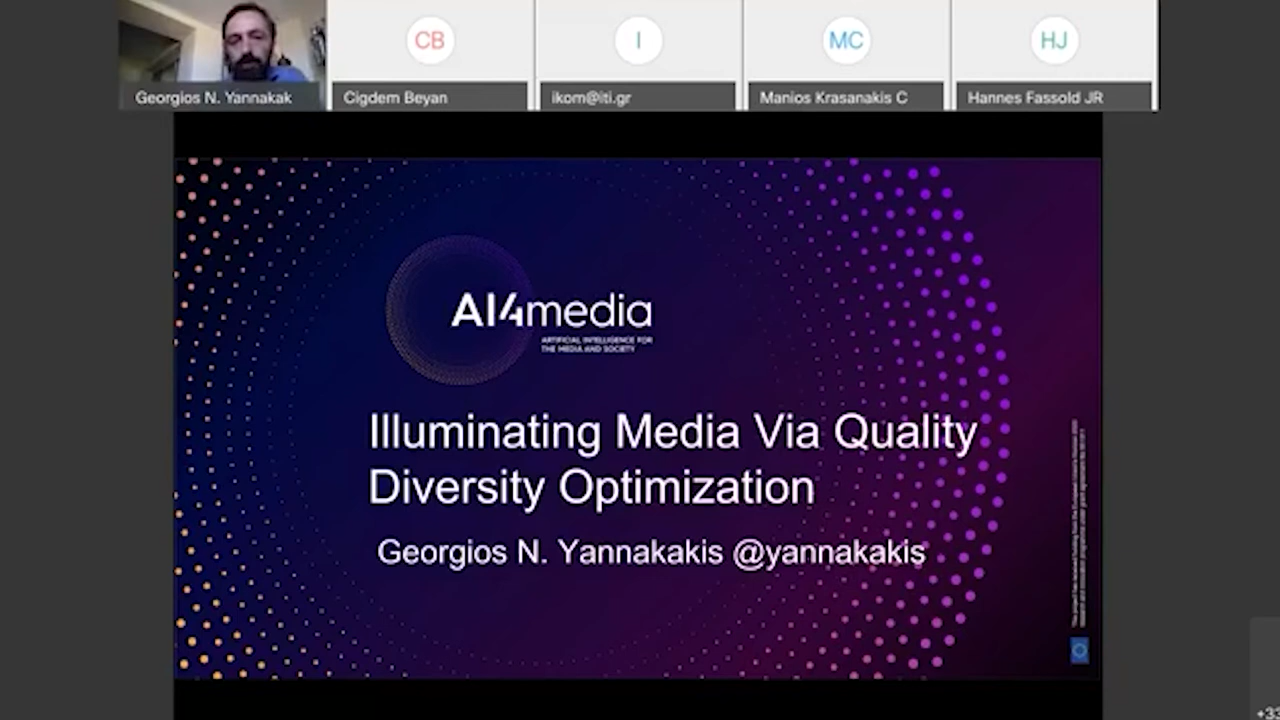 CB
I
MC
HJ
Georgios N. Yannakak
Cigdem Beyan
ikom@iti.gr
Manios Krasanakis C
Hannes Fassold JR
AI4media
ARTIFICIAL INTELLIGENCE FOR
THE MEDIA AND SOCIETY
Illuminating Media Via Quality
Diversity Optimization
Georgios N. Yannakakis @yannakakis